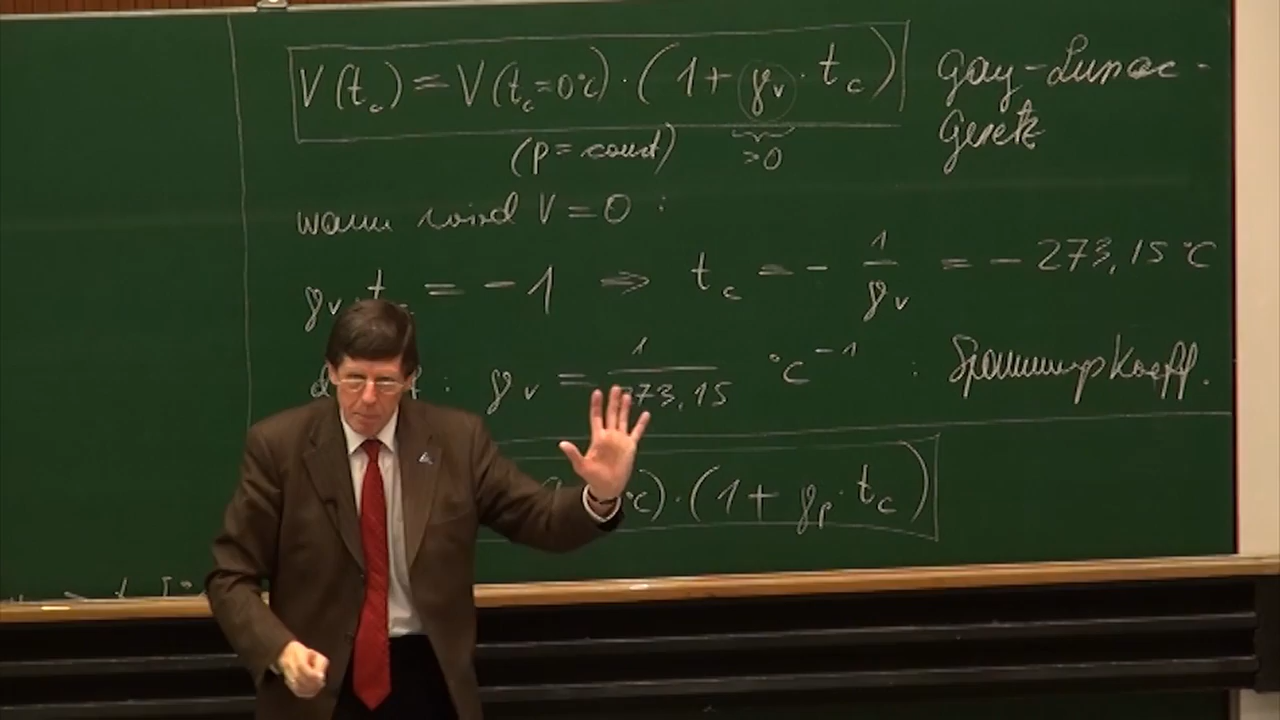 V(t_c) = V(t_c=0°C) · (1 + γ_v · t_c) Gay-Lussac-
Gesetz
(p = const) >0
wann wird V = 0 :
γ_v t = -1 ⇒ t_c = - 1/γ_v = - 273,15 °C
γ_v = 1/273,15 °C⁻¹ : Spannungskoeff.
°C) · (1 + γ_p · t_c)